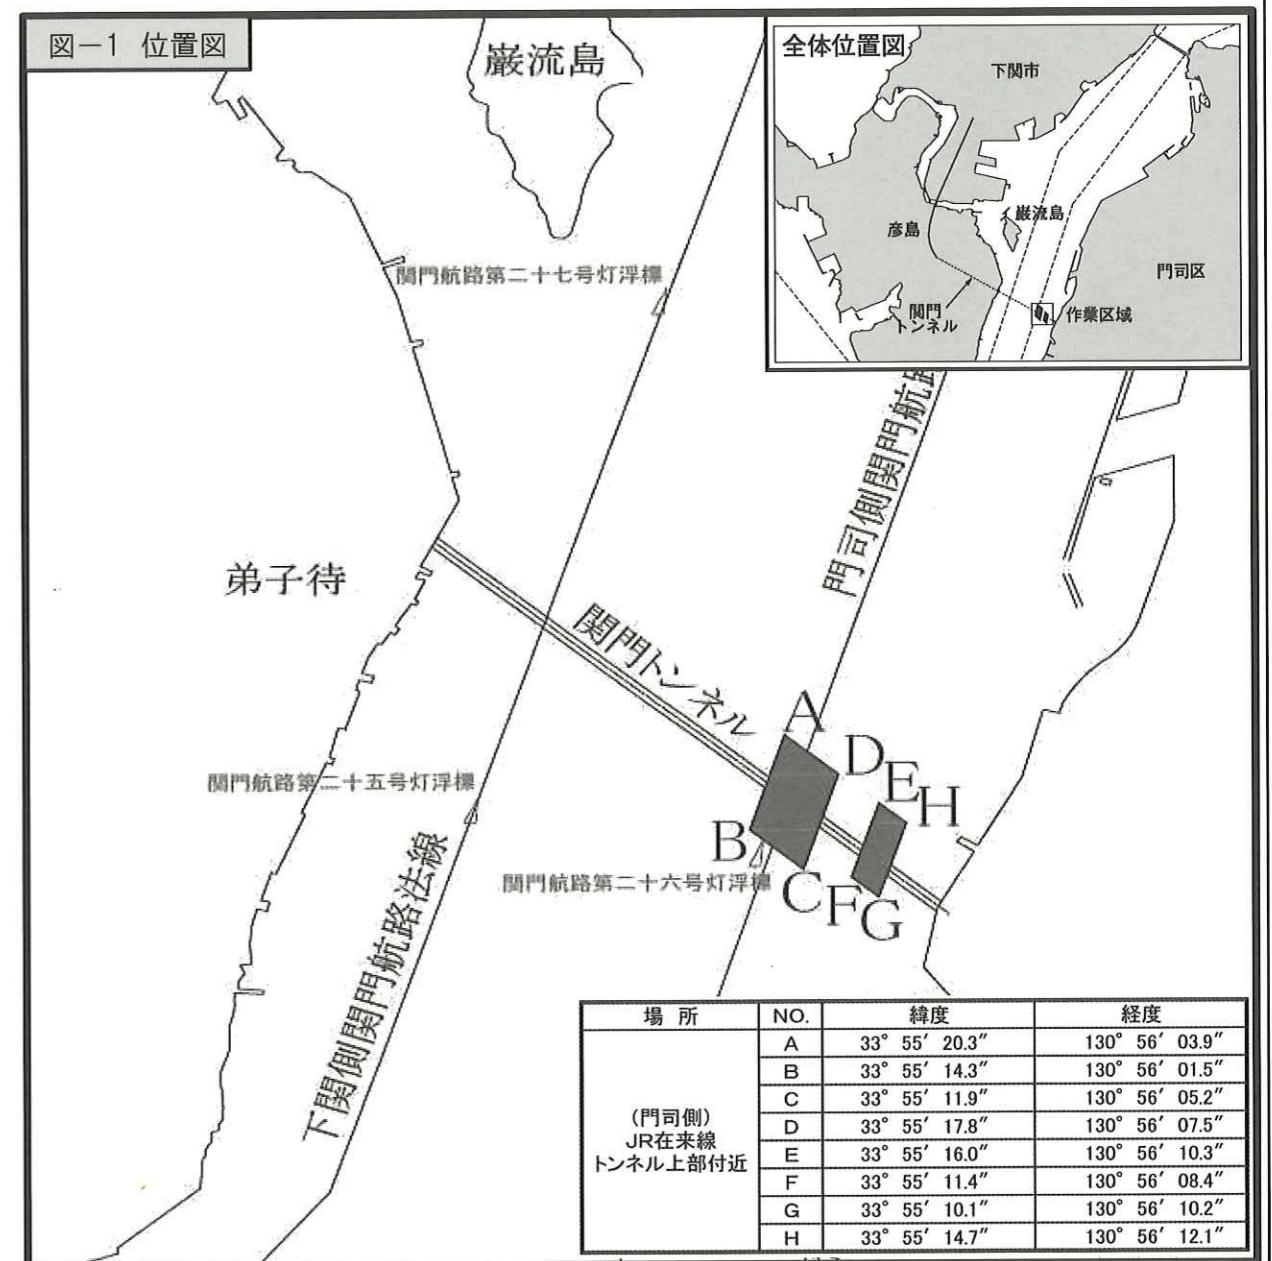 図－1 位置図
巌流島
全体位置図
下関市
巌流島
彦島
門司区
関門
トンネル
作業区域
関門航路第二十七号灯浮標
門司側関門航路
弟子待
関門トンネル
A
D
E
H
関門航路第二十五号灯浮標
B
関門航路第二十六号灯浮標
C
F
G
下関側関門航路法線
場 所 NO. 緯度 経度
(門司側)
JR在来線
トンネル上部付近
A 33° 55′ 20.3″ 130° 56′ 03.9″
B 33° 55′ 14.3″ 130° 56′ 01.5″
C 33° 55′ 11.9″ 130° 56′ 05.2″
D 33° 55′ 17.8″ 130° 56′ 07.5″
E 33° 55′ 16.0″ 130° 56′ 10.3″
F 33° 55′ 11.4″ 130° 56′ 08.4″
G 33° 55′ 10.1″ 130° 56′ 10.2″
H 33° 55′ 14.7″ 130° 56′ 12.1″